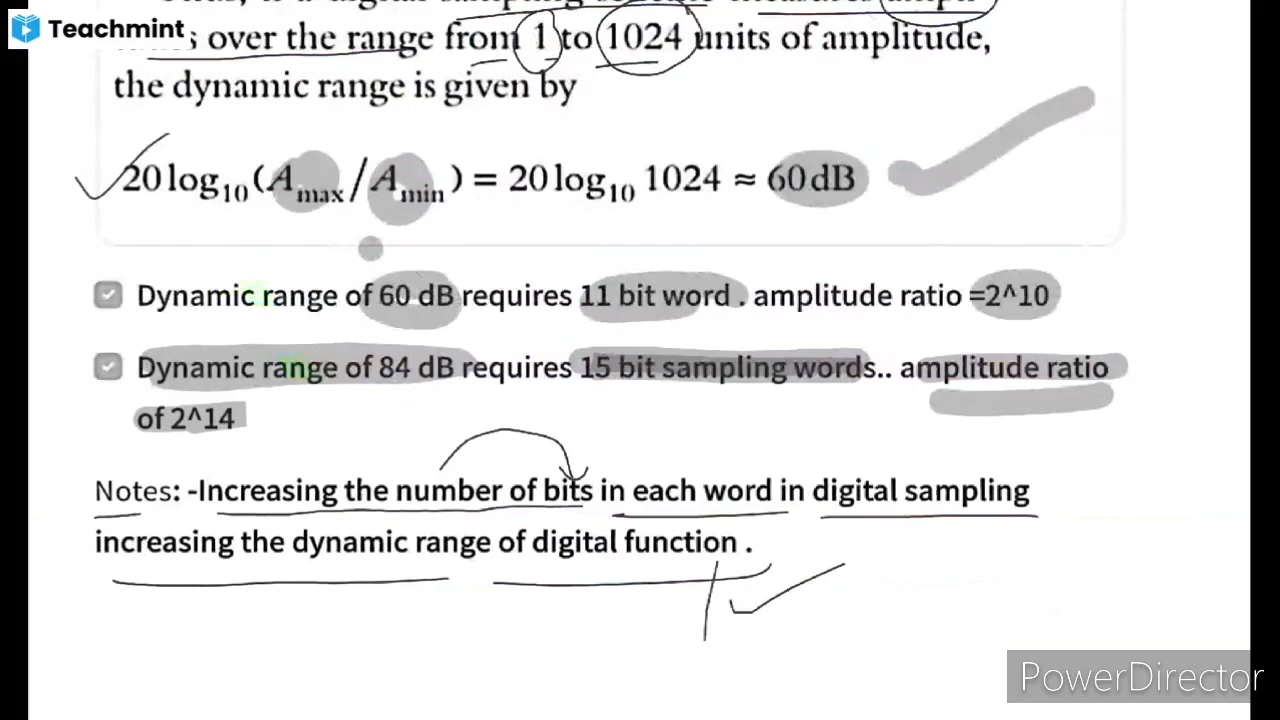 Teachmint
over the range from 1 to 1024 units of amplitude,
the dynamic range is given by
20 log₁₀ (A_max / A_min) = 20 log₁₀ 1024 ≈ 60 dB
Dynamic range of 60 dB requires 11 bit word . amplitude ratio =2^10
Dynamic range of 84 dB requires 15 bit sampling words.. amplitude ratio
of 2^14
Notes: -Increasing the number of bits in each word in digital sampling
increasing the dynamic range of digital function .
PowerDirector